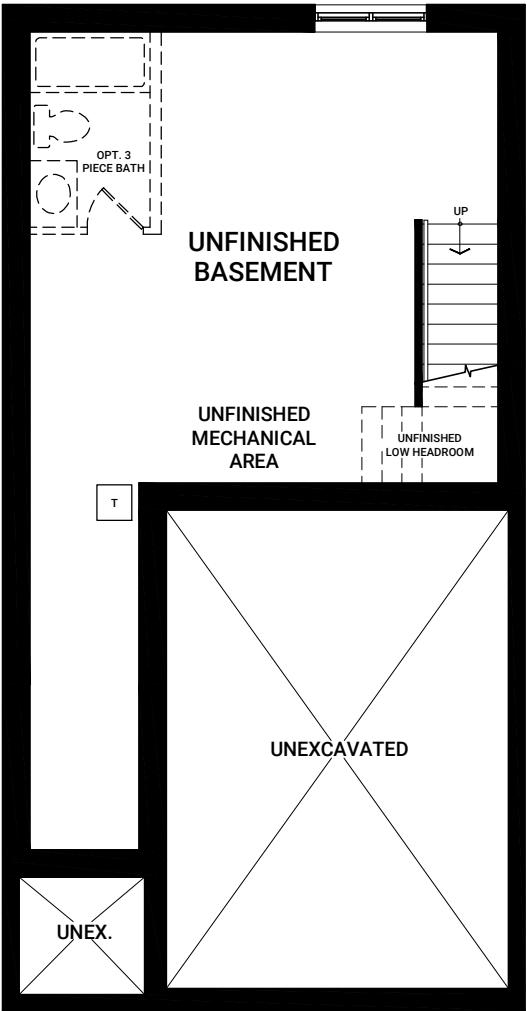 OPT. 3
PIECE BATH
UP
UNFINISHED
BASEMENT
UNFINISHED
MECHANICAL
AREA
UNFINISHED
LOW HEADROOM
T
UNEXCAVATED
UNEX.